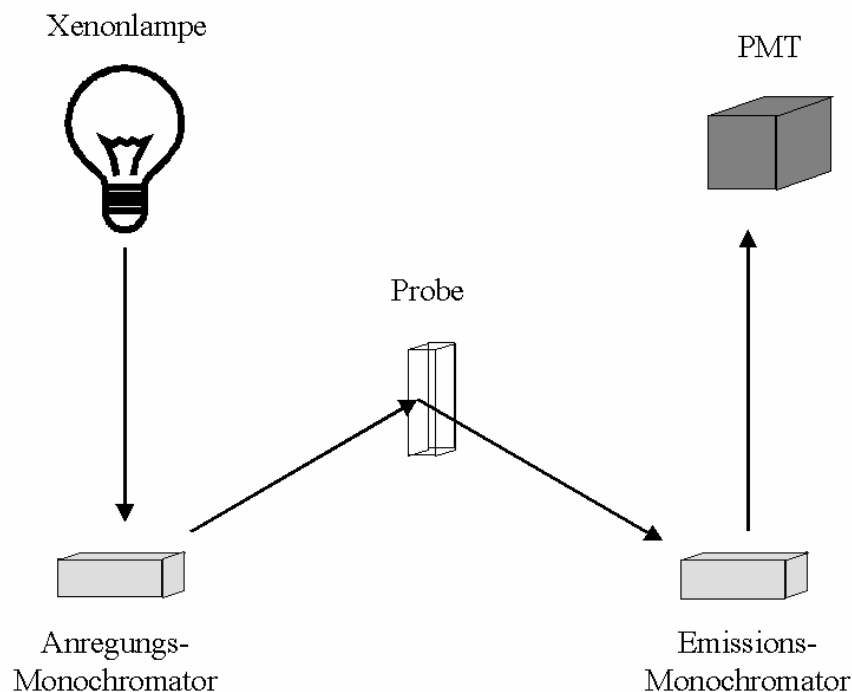 Xenonlampe
PMT
Probe
Anregungs-
Monochromator
Emissions-
Monochromator